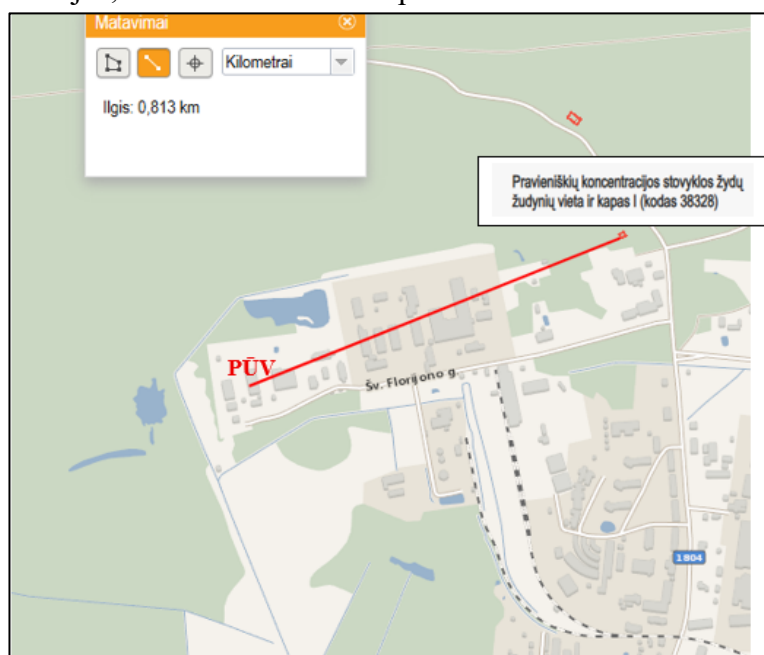 Matavimai
Kilometrai
Ilgis: 0,813 km
Pravieniškių koncentracijos stovyklos žydų
žudynių vieta ir kapas I (kodas 38328)
PŪV
Šv. Florijono g.
1804